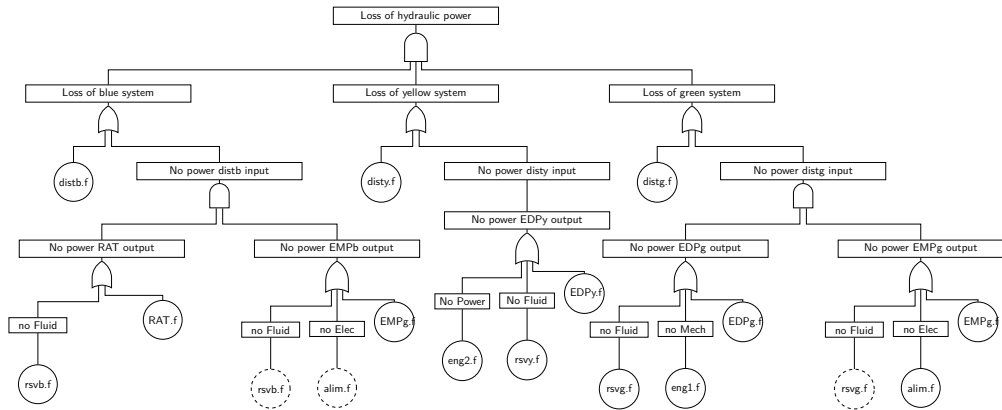 Loss of hydraulic power
Loss of blue system
Loss of yellow system
Loss of green system
distb.f
No power distb input
disty.f
No power disty input
distg.f
No power distg input
No power EDPy output
No power RAT output
No power EMPb output
No power EDPg output
No power EMPg output
no Fluid
RAT.f
no Fluid
no Elec
EMPg.f
No Power
No Fluid
EDPy.f
no Fluid
no Mech
EDPg.f
no Fluid
no Elec
EMPg.f
rsvb.f
rsvb.f
alim.f
eng2.f
rsvy.f
rsvg.f
eng1.f
rsvg.f
alim.f